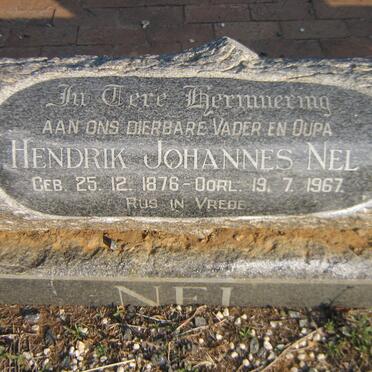 In Tere Herinnering
AAN ONS DIERBARE VADER EN OUPA
HENDRIK JOHANNES NEL
GEB. 25. 12. 1876 - OORL. 19. 7. 1967.
RUS IN VREDE
NEL